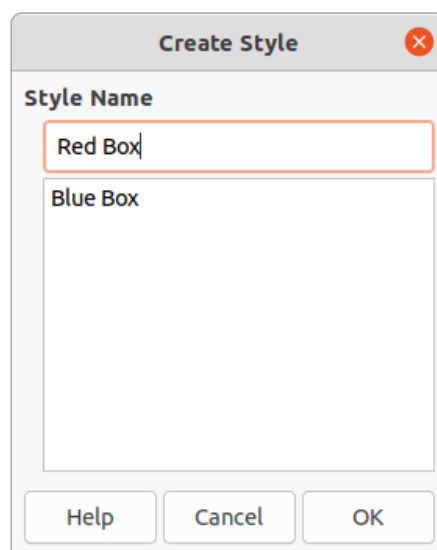 Create Style
Style Name
Red Box
Blue Box
Help Cancel OK